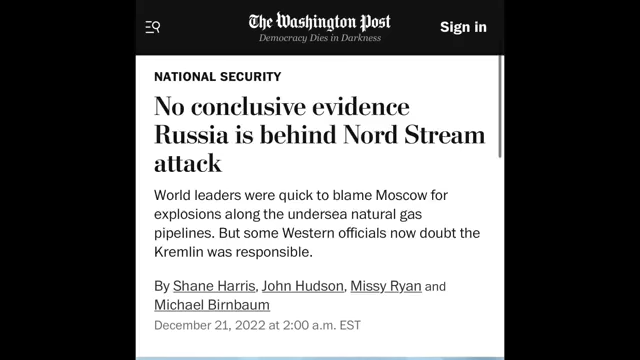 The Washington Post
Democracy Dies in Darkness
Sign in
NATIONAL SECURITY
No conclusive evidence
Russia is behind Nord Stream
attack
World leaders were quick to blame Moscow for
explosions along the undersea natural gas
pipelines. But some Western officials now doubt the
Kremlin was responsible.
By Shane Harris, John Hudson, Missy Ryan and
Michael Birnbaum
December 21, 2022 at 2:00 a.m. EST